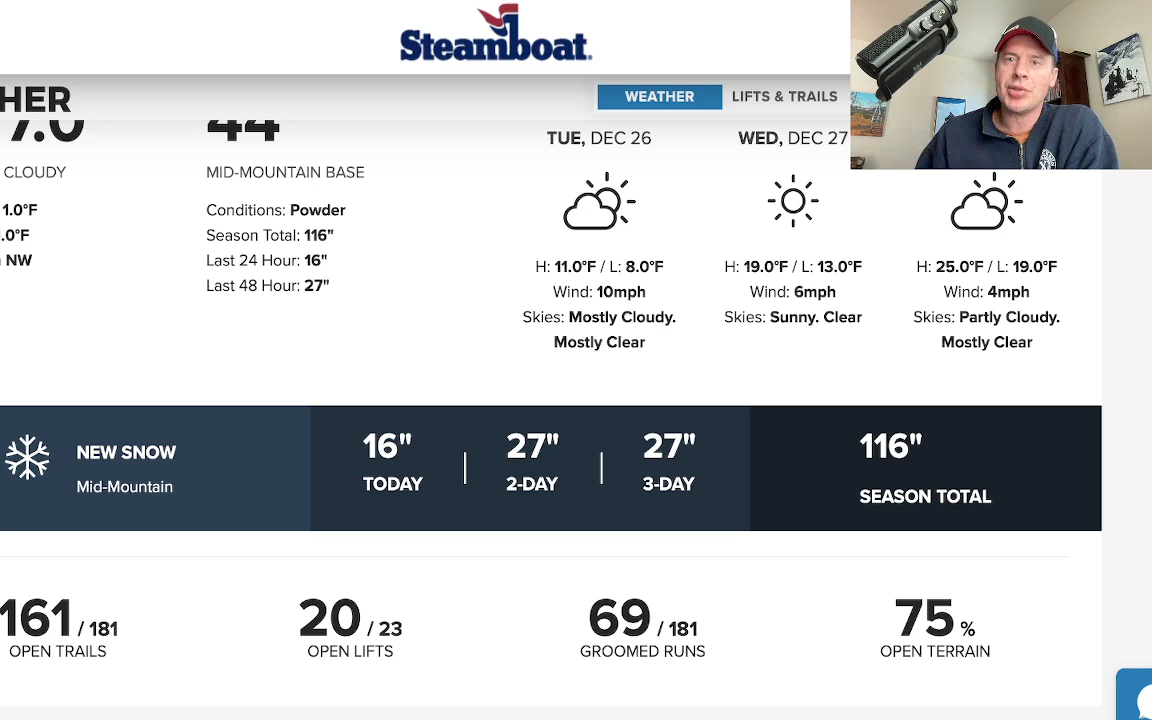 Steamboat
HER
WEATHER
LIFTS & TRAILS
7.0
44
TUE, DEC 26
WED, DEC 27
CLOUDY
MID-MOUNTAIN BASE
1.0°F
Conditions: Powder
.0°F
Season Total: 116"
NW
Last 24 Hour: 16"
Last 48 Hour: 27"
H: 11.0°F / L: 8.0°F
Wind: 10mph
Skies: Mostly Cloudy.
Mostly Clear
H: 19.0°F / L: 13.0°F
Wind: 6mph
Skies: Sunny. Clear
H: 25.0°F / L: 19.0°F
Wind: 4mph
Skies: Partly Cloudy.
Mostly Clear
NEW SNOW
Mid-Mountain
16"
TODAY
27"
2-DAY
27"
3-DAY
116"
SEASON TOTAL
161 / 181
OPEN TRAILS
20 / 23
OPEN LIFTS
69 / 181
GROOMED RUNS
75 %
OPEN TERRAIN